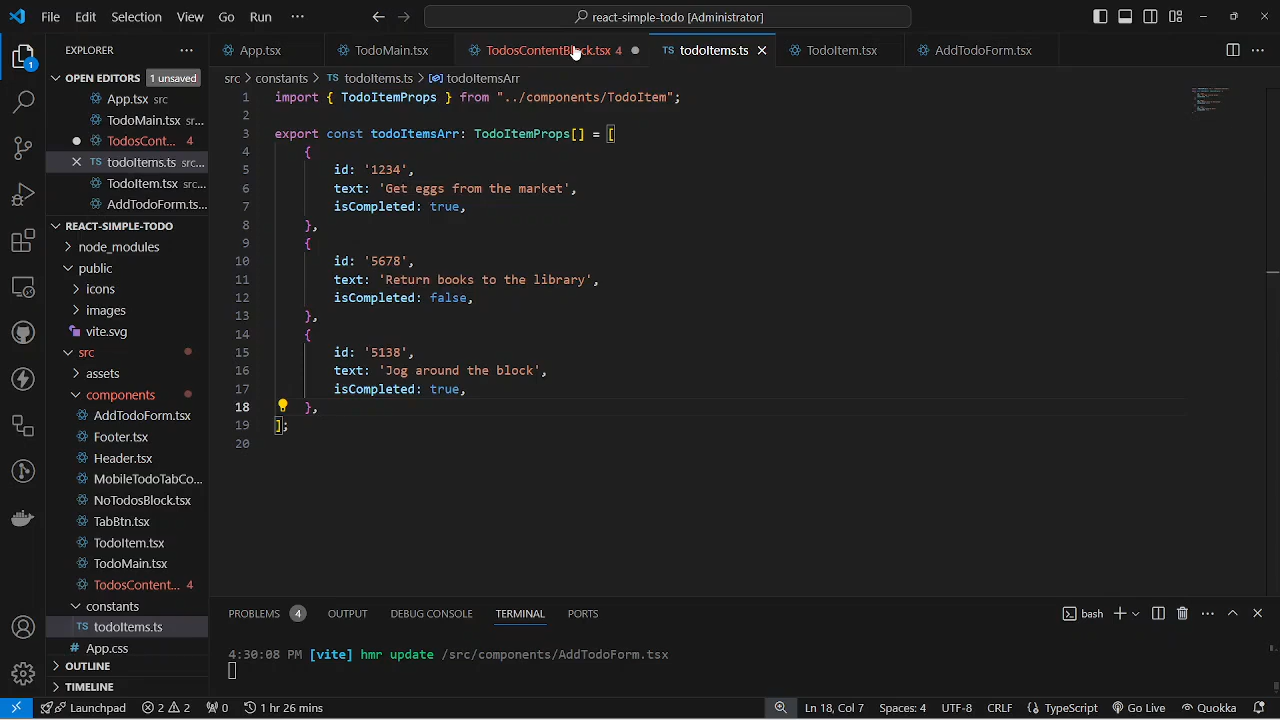 File Edit Selection View Go Run ··· react-simple-todo [Administrator]
EXPLORER ···
App.tsx TodoMain.tsx TodosContentBlock.tsx 4 TS todoItems.ts TodoItem.tsx AddTodoForm.tsx ···
OPEN EDITORS 1 unsaved
App.tsx src
TodoMain.tsx sr...
TodosCont... 4
TS todoItems.ts src...
TodoItem.tsx src...
AddTodoForm.ts...
REACT-SIMPLE-TODO
node_modules
public
icons
images
vite.svg
src
assets
components
AddTodoForm.tsx
Footer.tsx
Header.tsx
MobileTodoTabCo...
NoTodosBlock.tsx
TabBtn.tsx
TodoItem.tsx
TodoMain.tsx
TodosContent... 4
constants
TS todoItems.ts
# App.css
OUTLINE
TIMELINE
1
src > constants > TS todoItems.ts > todoItemsArr
1 import { TodoItemProps } from "../components/TodoItem";
2
3 export const todoItemsArr: TodoItemProps[] = [
4 {
5 id: '1234',
6 text: 'Get eggs from the market',
7 isCompleted: true,
8 },
9 {
10 id: '5678',
11 text: 'Return books to the library',
12 isCompleted: false,
13 },
14 {
15 id: '5138',
16 text: 'Jog around the block',
17 isCompleted: true,
18 },
19 ];
20
PROBLEMS 4 OUTPUT DEBUG CONSOLE TERMINAL PORTS bash ···
4:30:08 PM [vite] hmr update /src/components/AddTodoForm.tsx
Launchpad 2 2 0 1 hr 26 mins Ln 18, Col 7 Spaces: 4 UTF-8 CRLF {} TypeScript Go Live Quokka